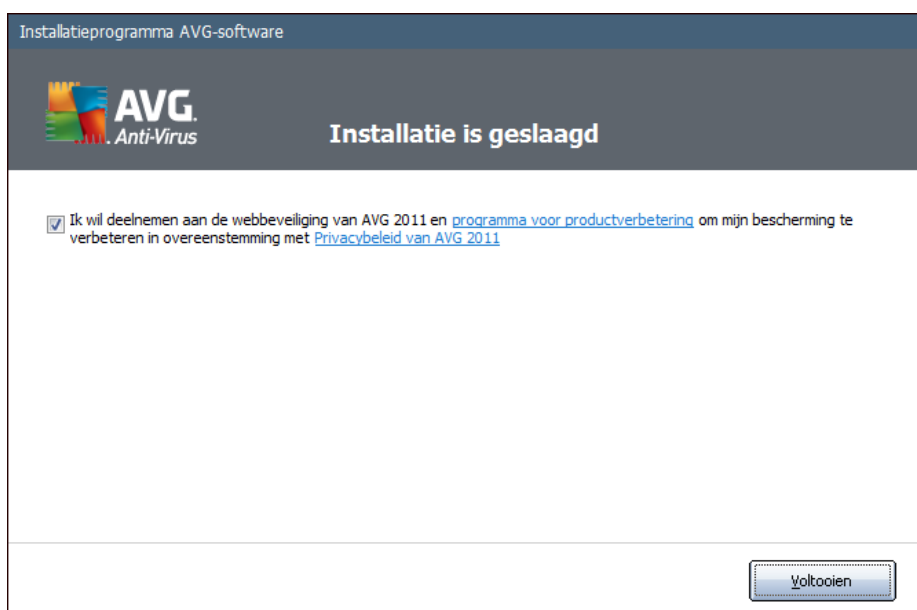 Installatieprogramma AVG-software
AVG.
Anti-Virus
Installatie is geslaagd
Ik wil deelnemen aan de webbeveiliging van AVG 2011 en programma voor productverbetering om mijn bescherming te
verbeteren in overeenstemming met Privacybeleid van AVG 2011
Voltooien